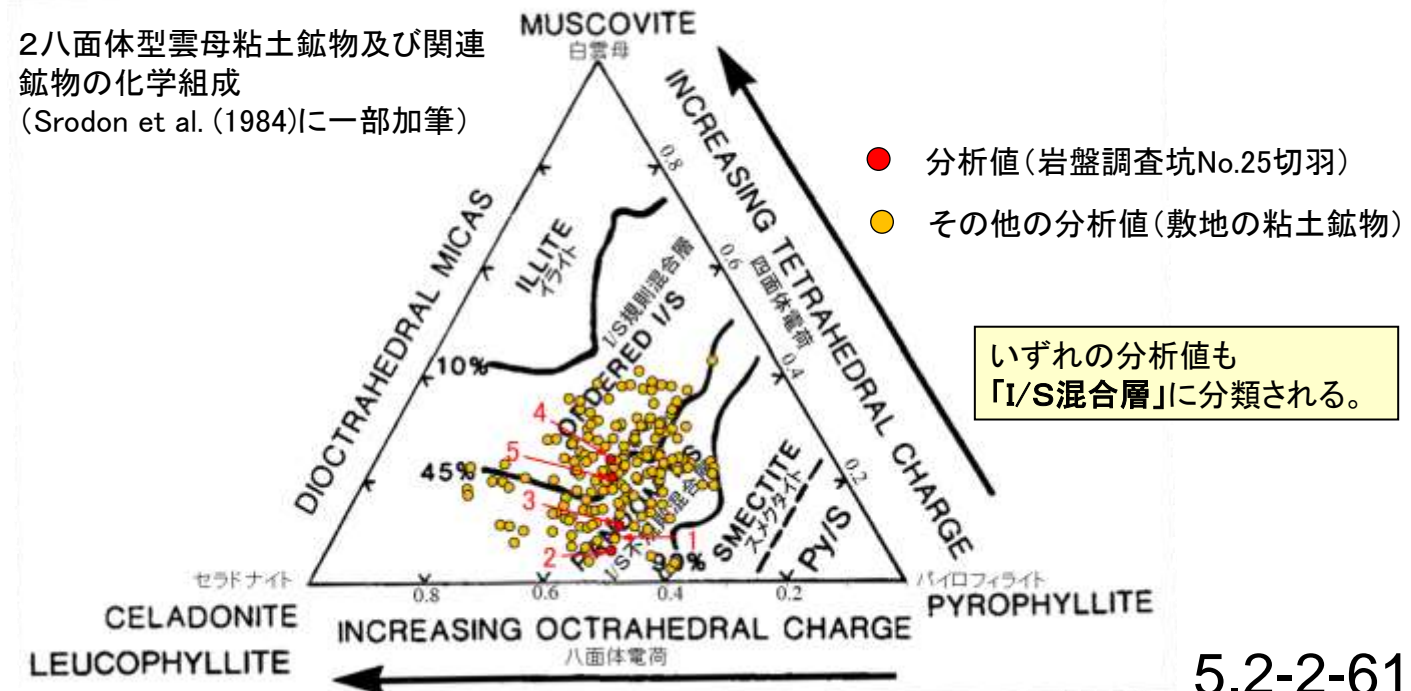 2八面体型雲母粘土鉱物及び関連
鉱物の化学組成
(Srodon et al. (1984)に一部加筆)
MUSCOVITE
白雲母
INCREASING TETRAHEDRAL CHARGE
四面体電荷
分析値(岩盤調査坑No.25切羽)
その他の分析値(敷地の粘土鉱物)
いずれの分析値も
「I/S混合層」に分類される。
DIOCTRAHEDRAL MICAS
ILLITE
イライト
I/S規則混合層
ORDERED I/S
0.8
0.6
0.4
0.2
10%
45%
4
5
3
2
1
I/S不規則混合層
SMECTITE
スメクタイト
Py/S
セラドナイト
CELADONITE
LEUCOPHYLLITE
0.8
0.6
0.4
0.2
パイロフィライト
PYROPHYLLITE
INCREASING OCTRAHEDRAL CHARGE
八面体電荷
5.2-2-61